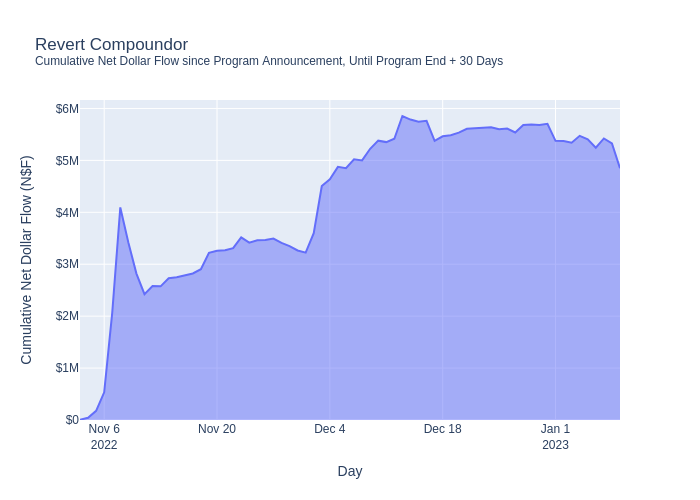 Revert Compoundor
Cumulative Net Dollar Flow since Program Announcement, Until Program End + 30 Days
Cumulative Net Dollar Flow (N$F)
$6M
$5M
$4M
$3M
$2M
$1M
$0
Nov 6
2022
Nov 20
Dec 4
Dec 18
Jan 1
2023
Day